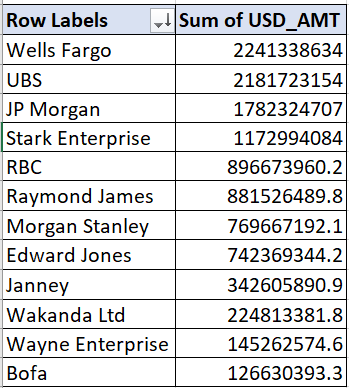 Row Labels Sum of USD_AMT
Wells Fargo 2241338634
UBS 2181723154
JP Morgan 1782324707
Stark Enterprise 1172994084
RBC 896673960.2
Raymond James 881526489.8
Morgan Stanley 769667192.1
Edward Jones 742369344.2
Janney 342605890.9
Wakanda Ltd 224813381.8
Wayne Enterprise 145262574.6
Bofa 126630393.3